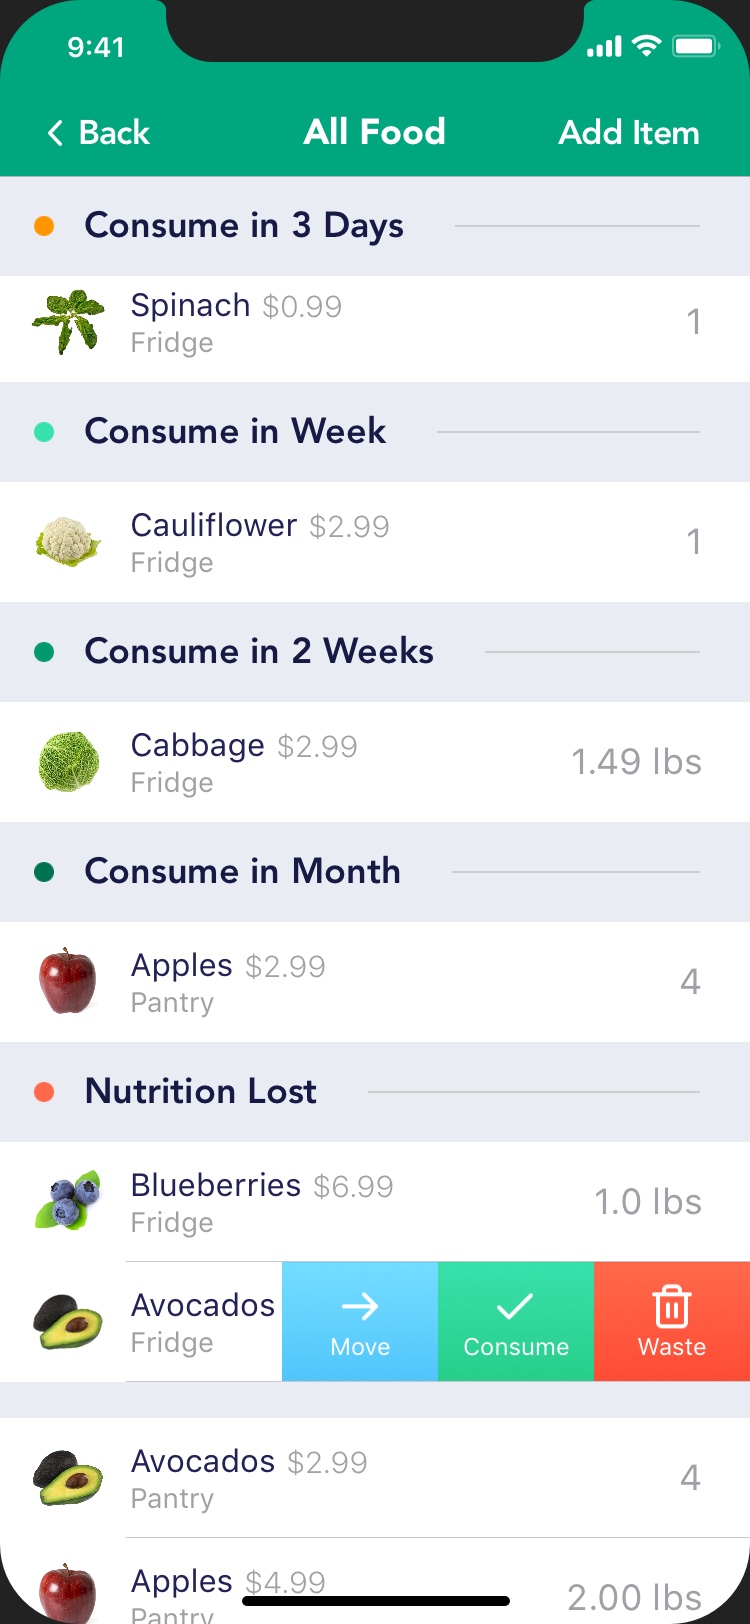 9:41
Back All Food Add Item
Consume in 3 Days
Spinach $0.99
Fridge
1
Consume in Week
Cauliflower $2.99
Fridge
1
Consume in 2 Weeks
Cabbage $2.99
Fridge
1.49 lbs
Consume in Month
Apples $2.99
Pantry
4
Nutrition Lost
Blueberries $6.99
Fridge
1.0 lbs
Avocados
Fridge
Move
Consume
Waste
Avocados $2.99
Pantry
4
Apples $4.99
Pantry
2.00 lbs